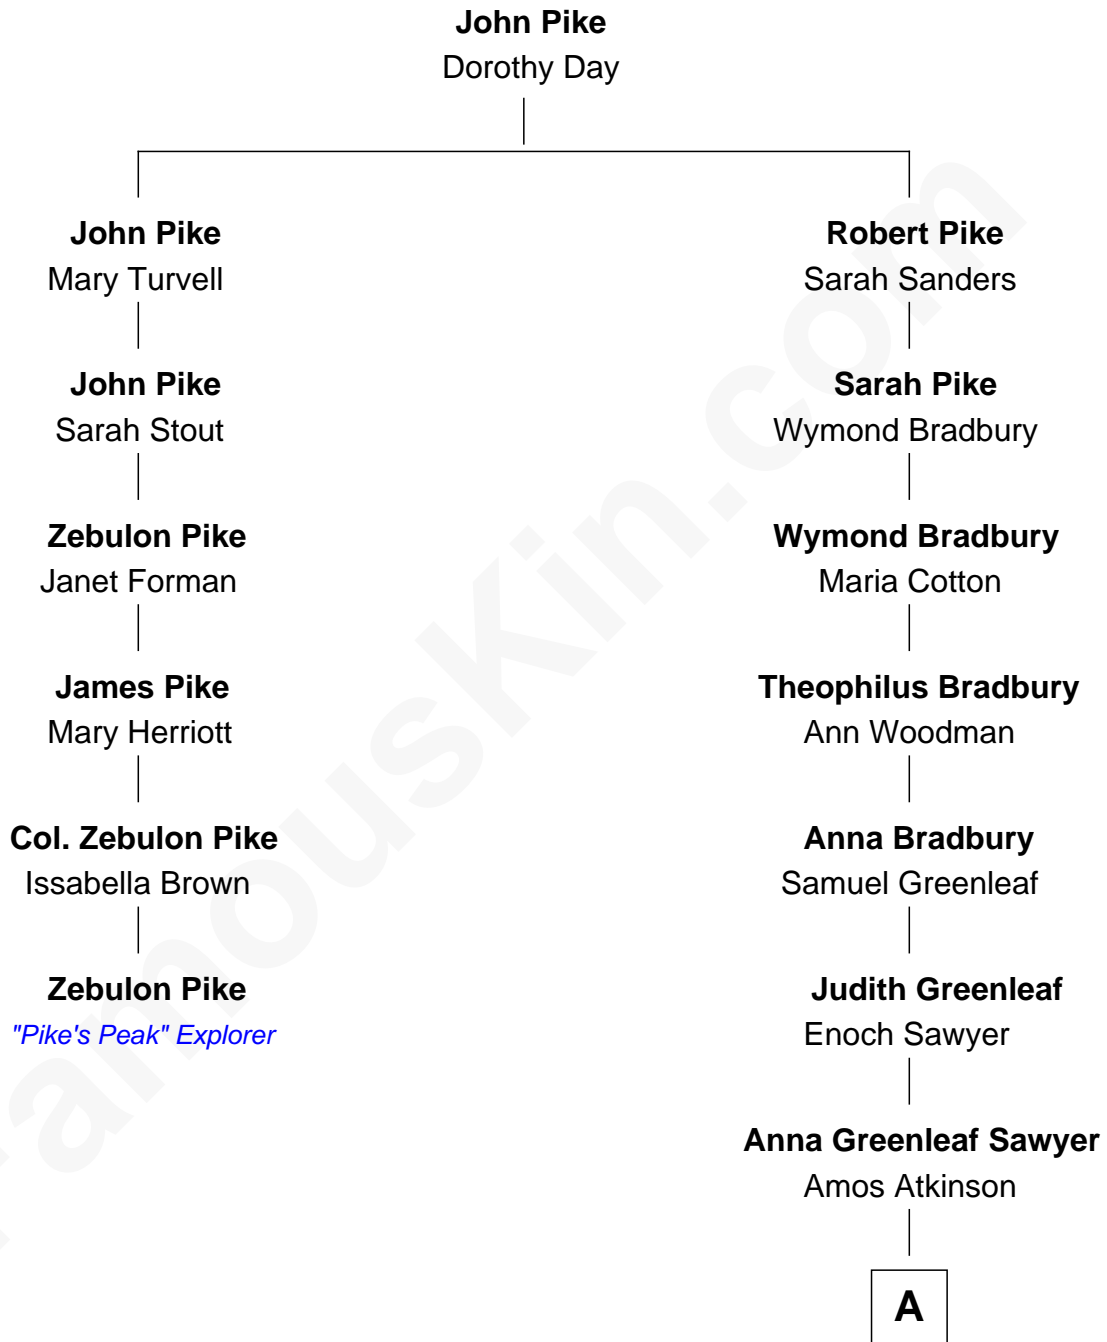 John Pike
Dorothy Day
John Pike
Mary Turvell
Robert Pike
Sarah Sanders
John Pike
Sarah Stout
Sarah Pike
Wymond Bradbury
Zebulon Pike
Janet Forman
Wymond Bradbury
Maria Cotton
James Pike
Mary Herriott
Theophilus Bradbury
Ann Woodman
Col. Zebulon Pike
Issabella Brown
Anna Bradbury
Samuel Greenleaf
Zebulon Pike
"Pike's Peak" Explorer
Judith Greenleaf
Enoch Sawyer
Anna Greenleaf Sawyer
Amos Atkinson
A
FamousKin.com